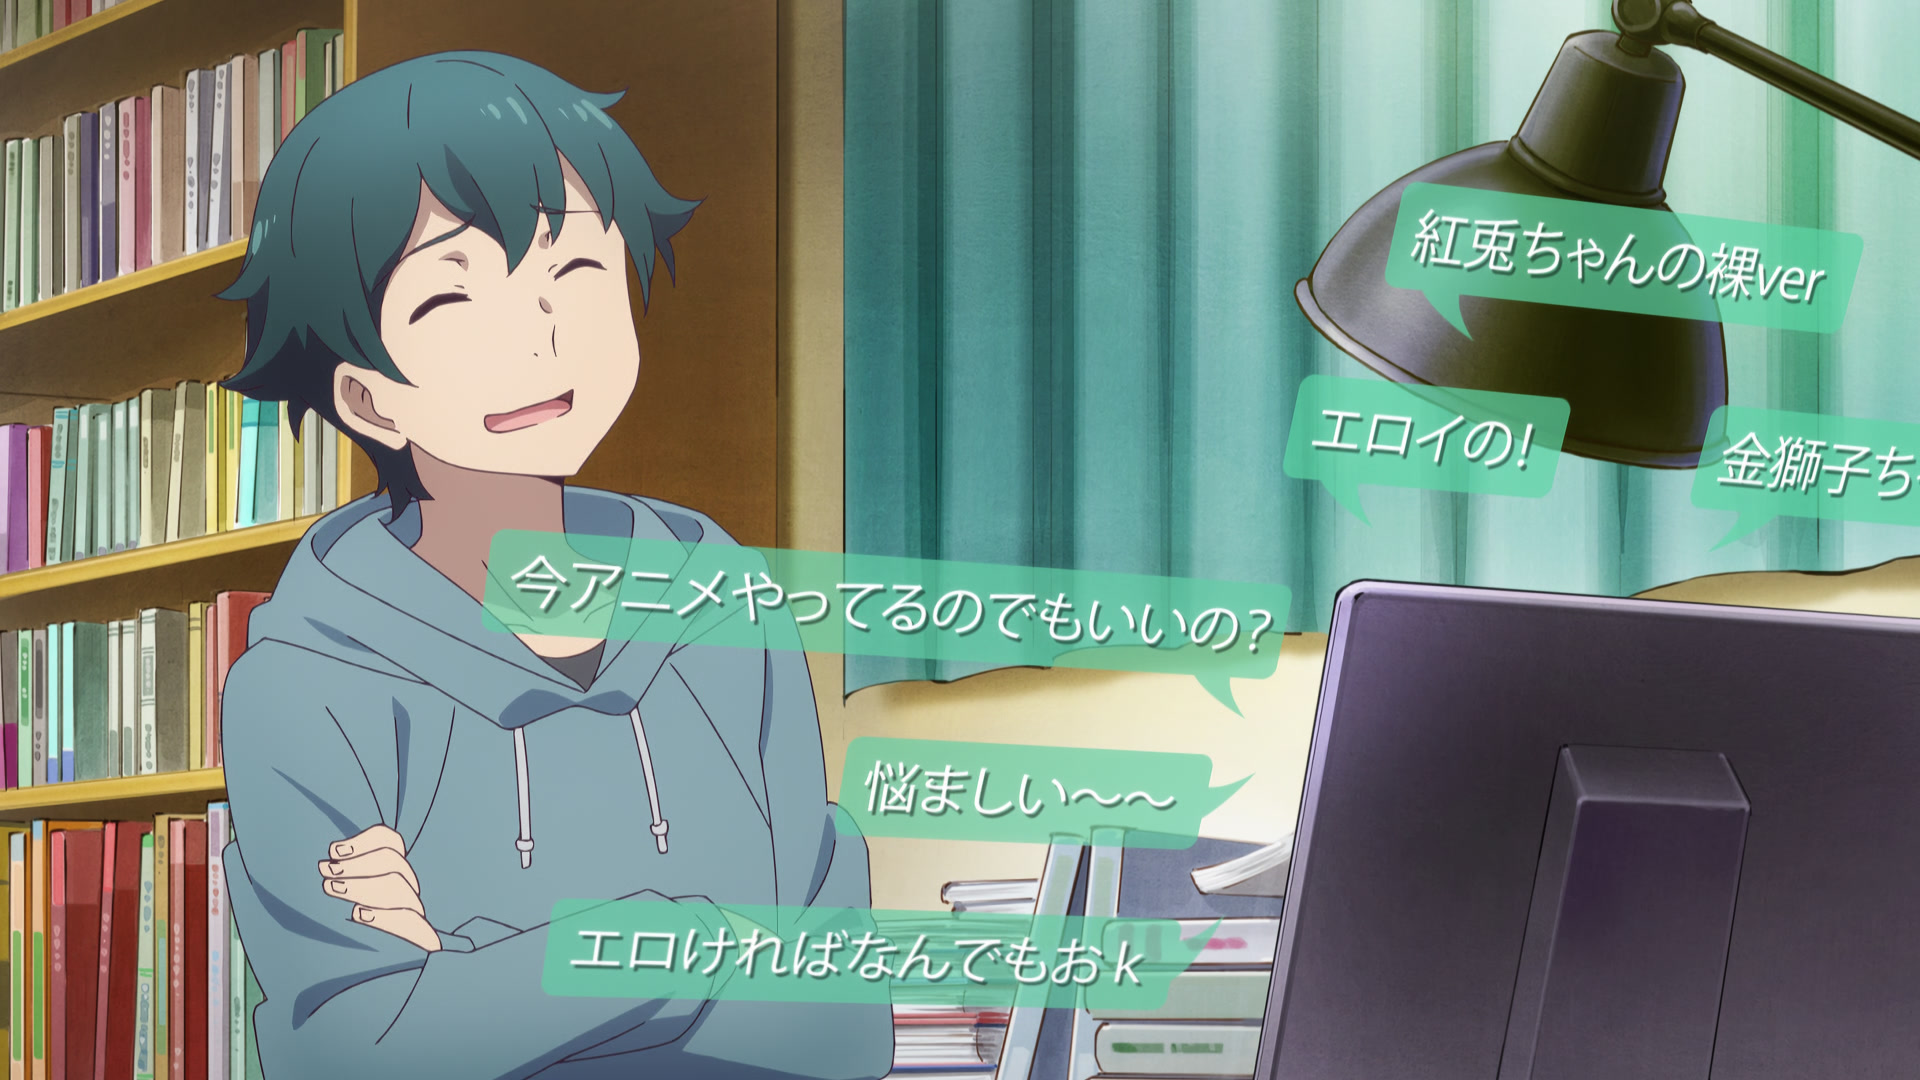 紅兎ちゃんの裸ver
エロイの!
金獅子ち
今アニメやってるのでもいいの?
悩ましい～～
エロければなんでもおk